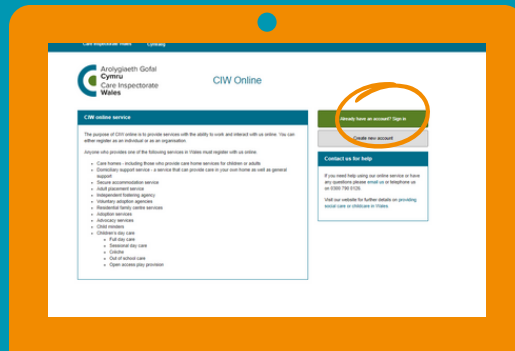 Care Inspectorate Wales Cymraeg
Arolygiaeth Gofal
Cymru
Care Inspectorate
Wales
CIW Online
CIW online service
The purpose of CIW online is to provide services with the ability to work and interact with us online. You can
either register as an individual or as an organisation.
Anyone who provides one of the following services in Wales must register with us online:
Care homes - including those who provide care home services for children or adults
Domiciliary support service - a service that can provide care in your own home as well as general
support
Secure accommodation service
Adult placement service
Independent fostering agency
Voluntary adoption agencies
Residential family centre services
Adoption services
Advocacy services
Child minders
Children's day care
Full day care
Sessional day care
Crèche
Out of school care
Open access play provision
Already have an account? Sign in
Create new account
Contact us for help
If you need help using our online service or have
any questions please email us or telephone us
on 0300 790 0126.
Visit our website for further details on providing
social care or childcare in Wales